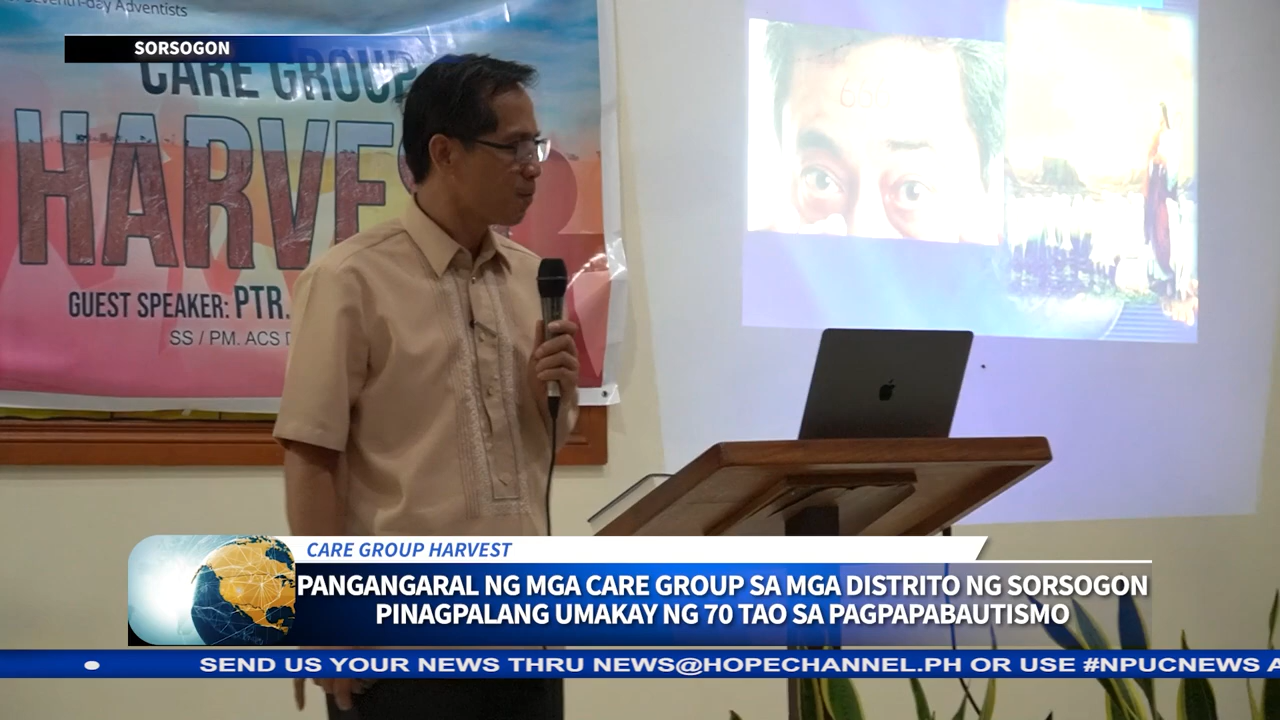 Seventh-day Adventists
SORSOGON
CARE GROUP
HARVES
GUEST SPEAKER: PTR.
SS / PM. ACS
CARE GROUP HARVEST
PANGANGARAL NG MGA CARE GROUP SA MGA DISTRITO NG SORSOGON
PINAGPALANG UMAKAY NG 70 TAO SA PAGPAPABAUTISMO
SEND US YOUR NEWS THRU NEWS@HOPECHANNEL.PH OR USE #NPUCNEWS A